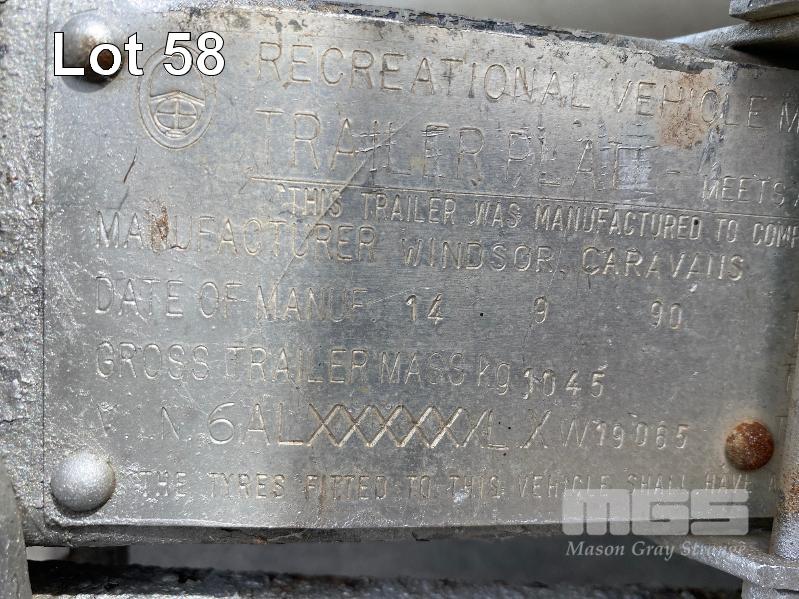 Lot 58
RECREATIONAL VEHICLE M
TRAILER PLATE - MEETS
THIS TRAILER WAS MANUFACTURED TO COMP
MANUFACTURER WINDSOR CARAVANS
DATE OF MANUF. 14 9 90
GROSS TRAILER MASS kg 1045
V.I.N. 6ALXXXXXXLXW19065
THE TYRES FITTED TO THIS VEHICLE SHALL HAVE
MGS
Mason Gray Strange